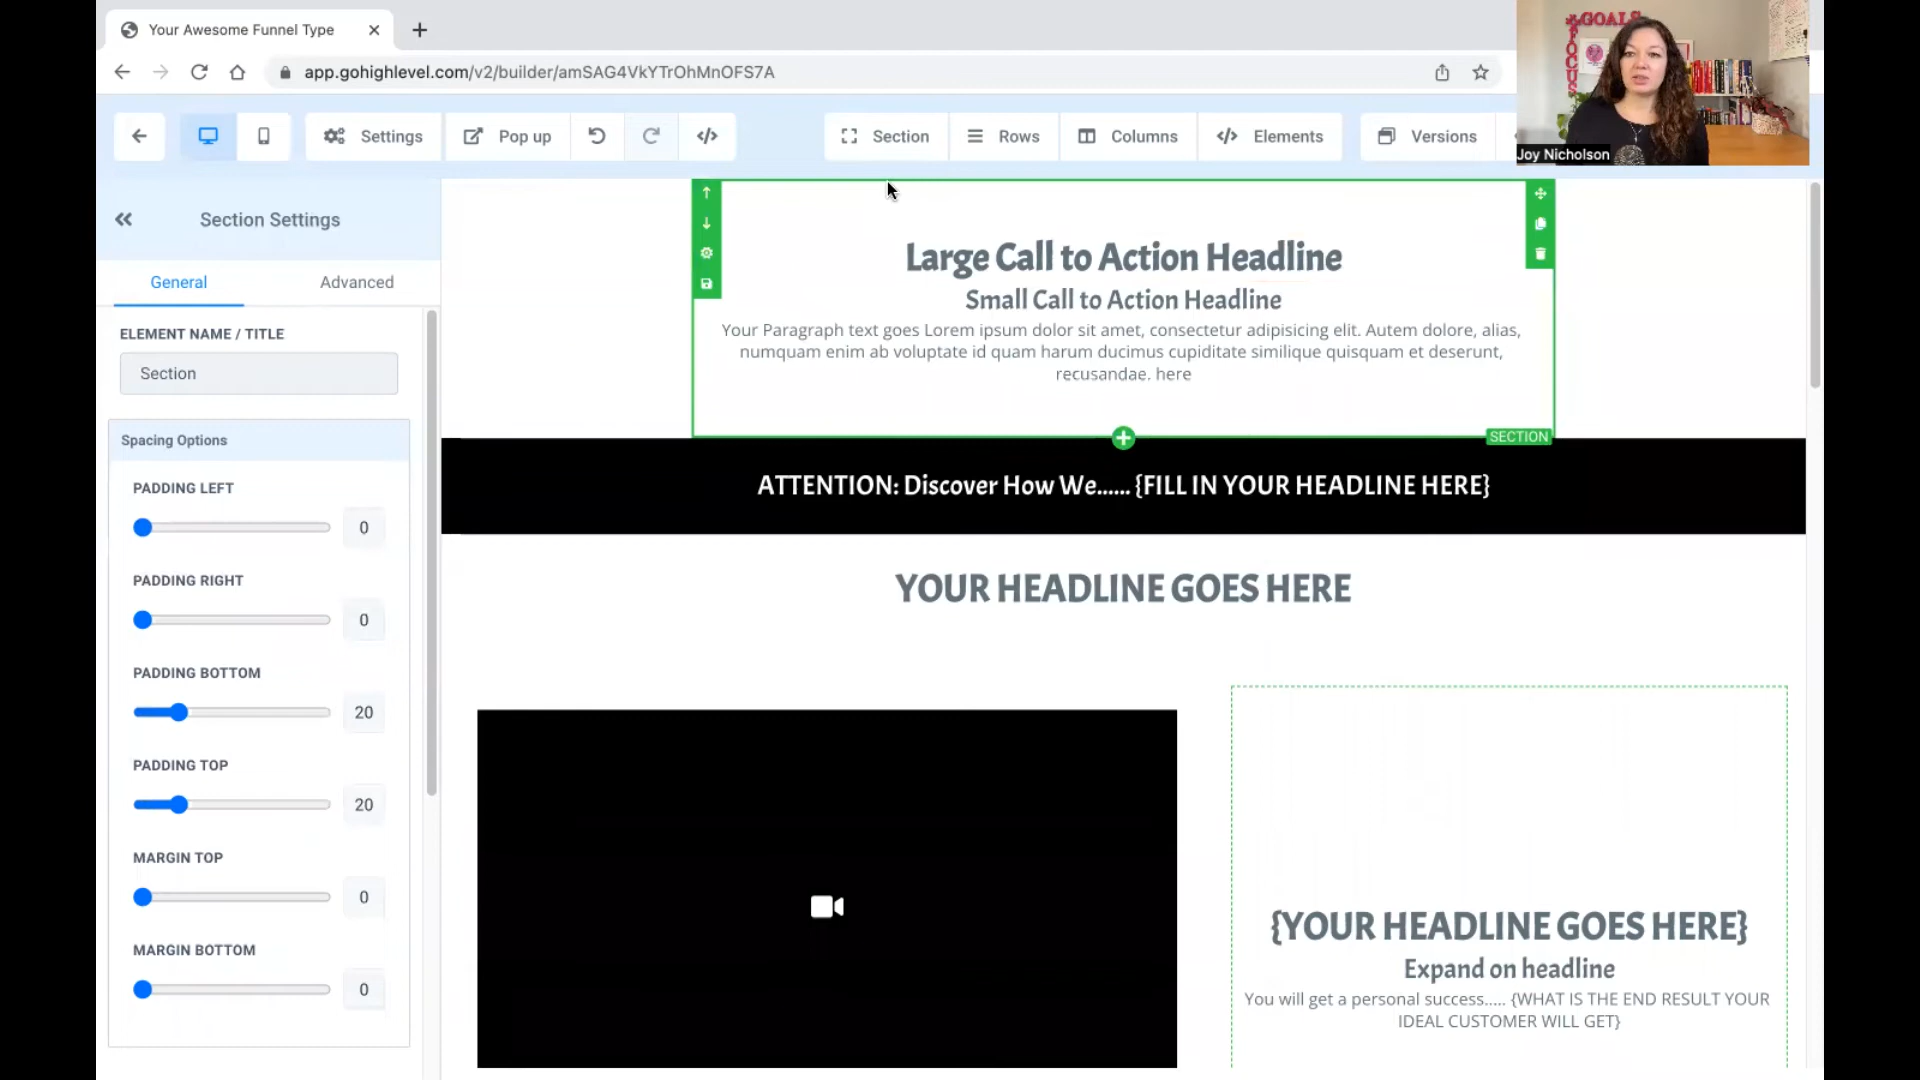 Your Awesome Funnel Type
app.gohighlevel.com/v2/builder/amSAG4VkYTrOhMnOFS7A
GOALS
FOCUS
Joy Nicholson
Settings
Pop up
Section
Rows
Columns
Elements
Versions
Section Settings
General
Advanced
ELEMENT NAME / TITLE
Section
Spacing Options
PADDING LEFT
0
PADDING RIGHT
0
PADDING BOTTOM
20
PADDING TOP
20
MARGIN TOP
0
MARGIN BOTTOM
0
Large Call to Action Headline
Small Call to Action Headline
Your Paragraph text goes Lorem ipsum dolor sit amet, consectetur adipisicing elit. Autem dolore, alias,
numquam enim ab voluptate id quam harum ducimus cupiditate similique quisquam et deserunt,
recusandae. here
SECTION
ATTENTION: Discover How We...... {FILL IN YOUR HEADLINE HERE}
YOUR HEADLINE GOES HERE
{YOUR HEADLINE GOES HERE}
Expand on headline
You will get a personal success..... {WHAT IS THE END RESULT YOUR
IDEAL CUSTOMER WILL GET}